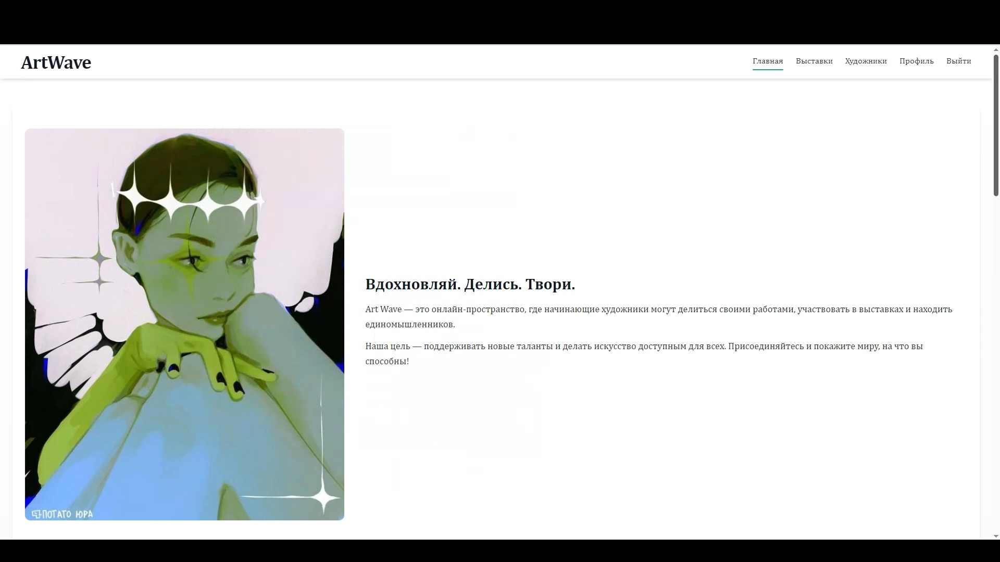 ArtWave
Главная Выставки Художники Профиль Выйти
Вдохновляй. Делись. Твори.
Art Wave — это онлайн-пространство, где начинающие художники могут делиться своими работами, участвовать в выставках и находить
единомышленников.
Наша цель — поддерживать новые таланты и делать искусство доступным для всех. Присоединяйтесь и покажите миру, на что вы
способны!
ПОТАТО ЮРА